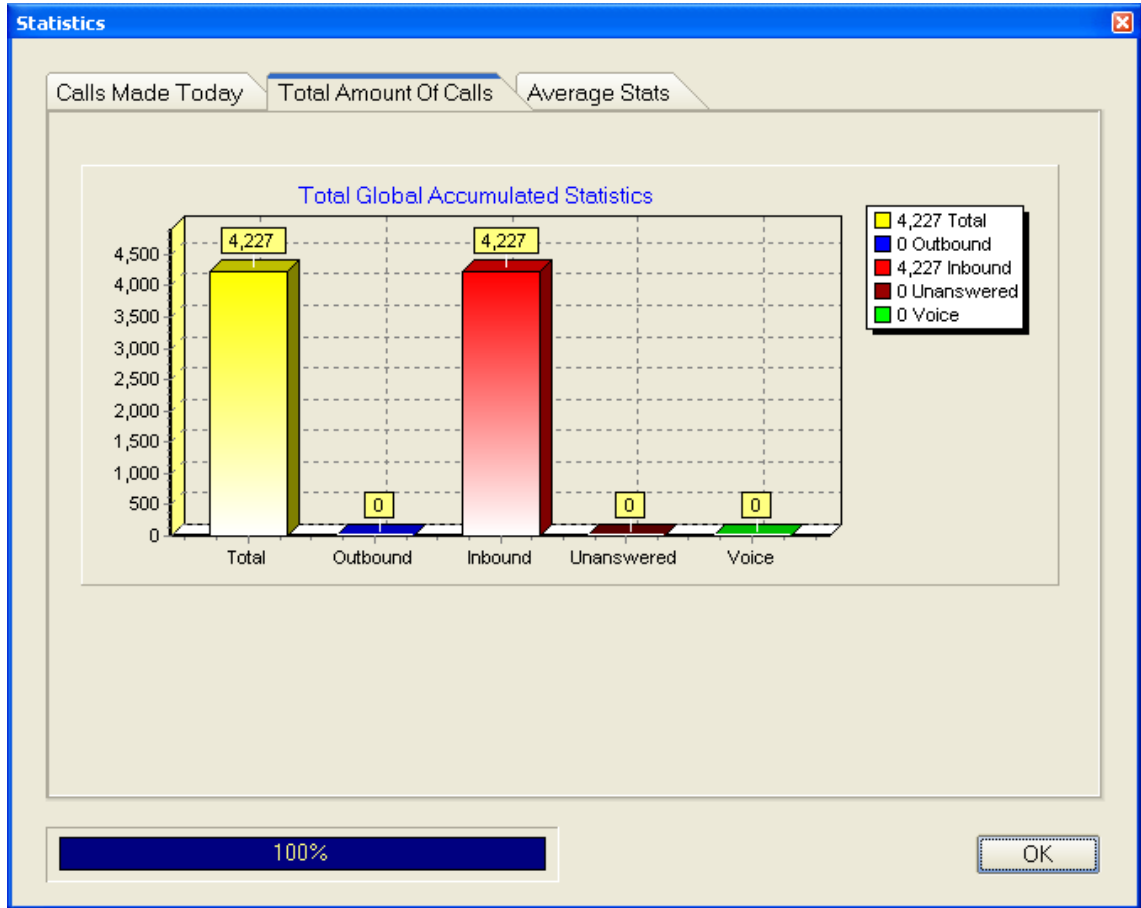 Statistics
Calls Made Today
Total Amount Of Calls
Average Stats
Total Global Accumulated Statistics
4,227
4,227
0
0
0
4,500
4,000
3,500
3,000
2,500
2,000
1,500
1,000
500
0
Total
Outbound
Inbound
Unanswered
Voice
4,227 Total
0 Outbound
4,227 Inbound
0 Unanswered
0 Voice
100%
OK